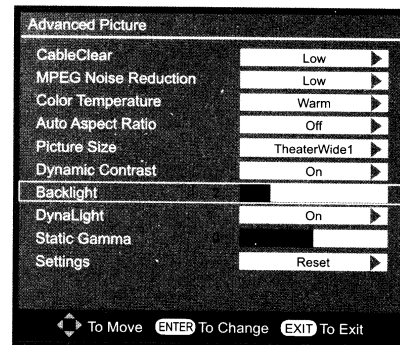 Advanced Picture
CableClear Low
MPEG Noise Reduction Low
Color Temperature Warm
Auto Aspect Ratio Off
Picture Size TheaterWide1
Dynamic Contrast On
Backlight
DynaLight On
Static Gamma
Settings Reset
To Move ENTER To Change EXIT To Exit